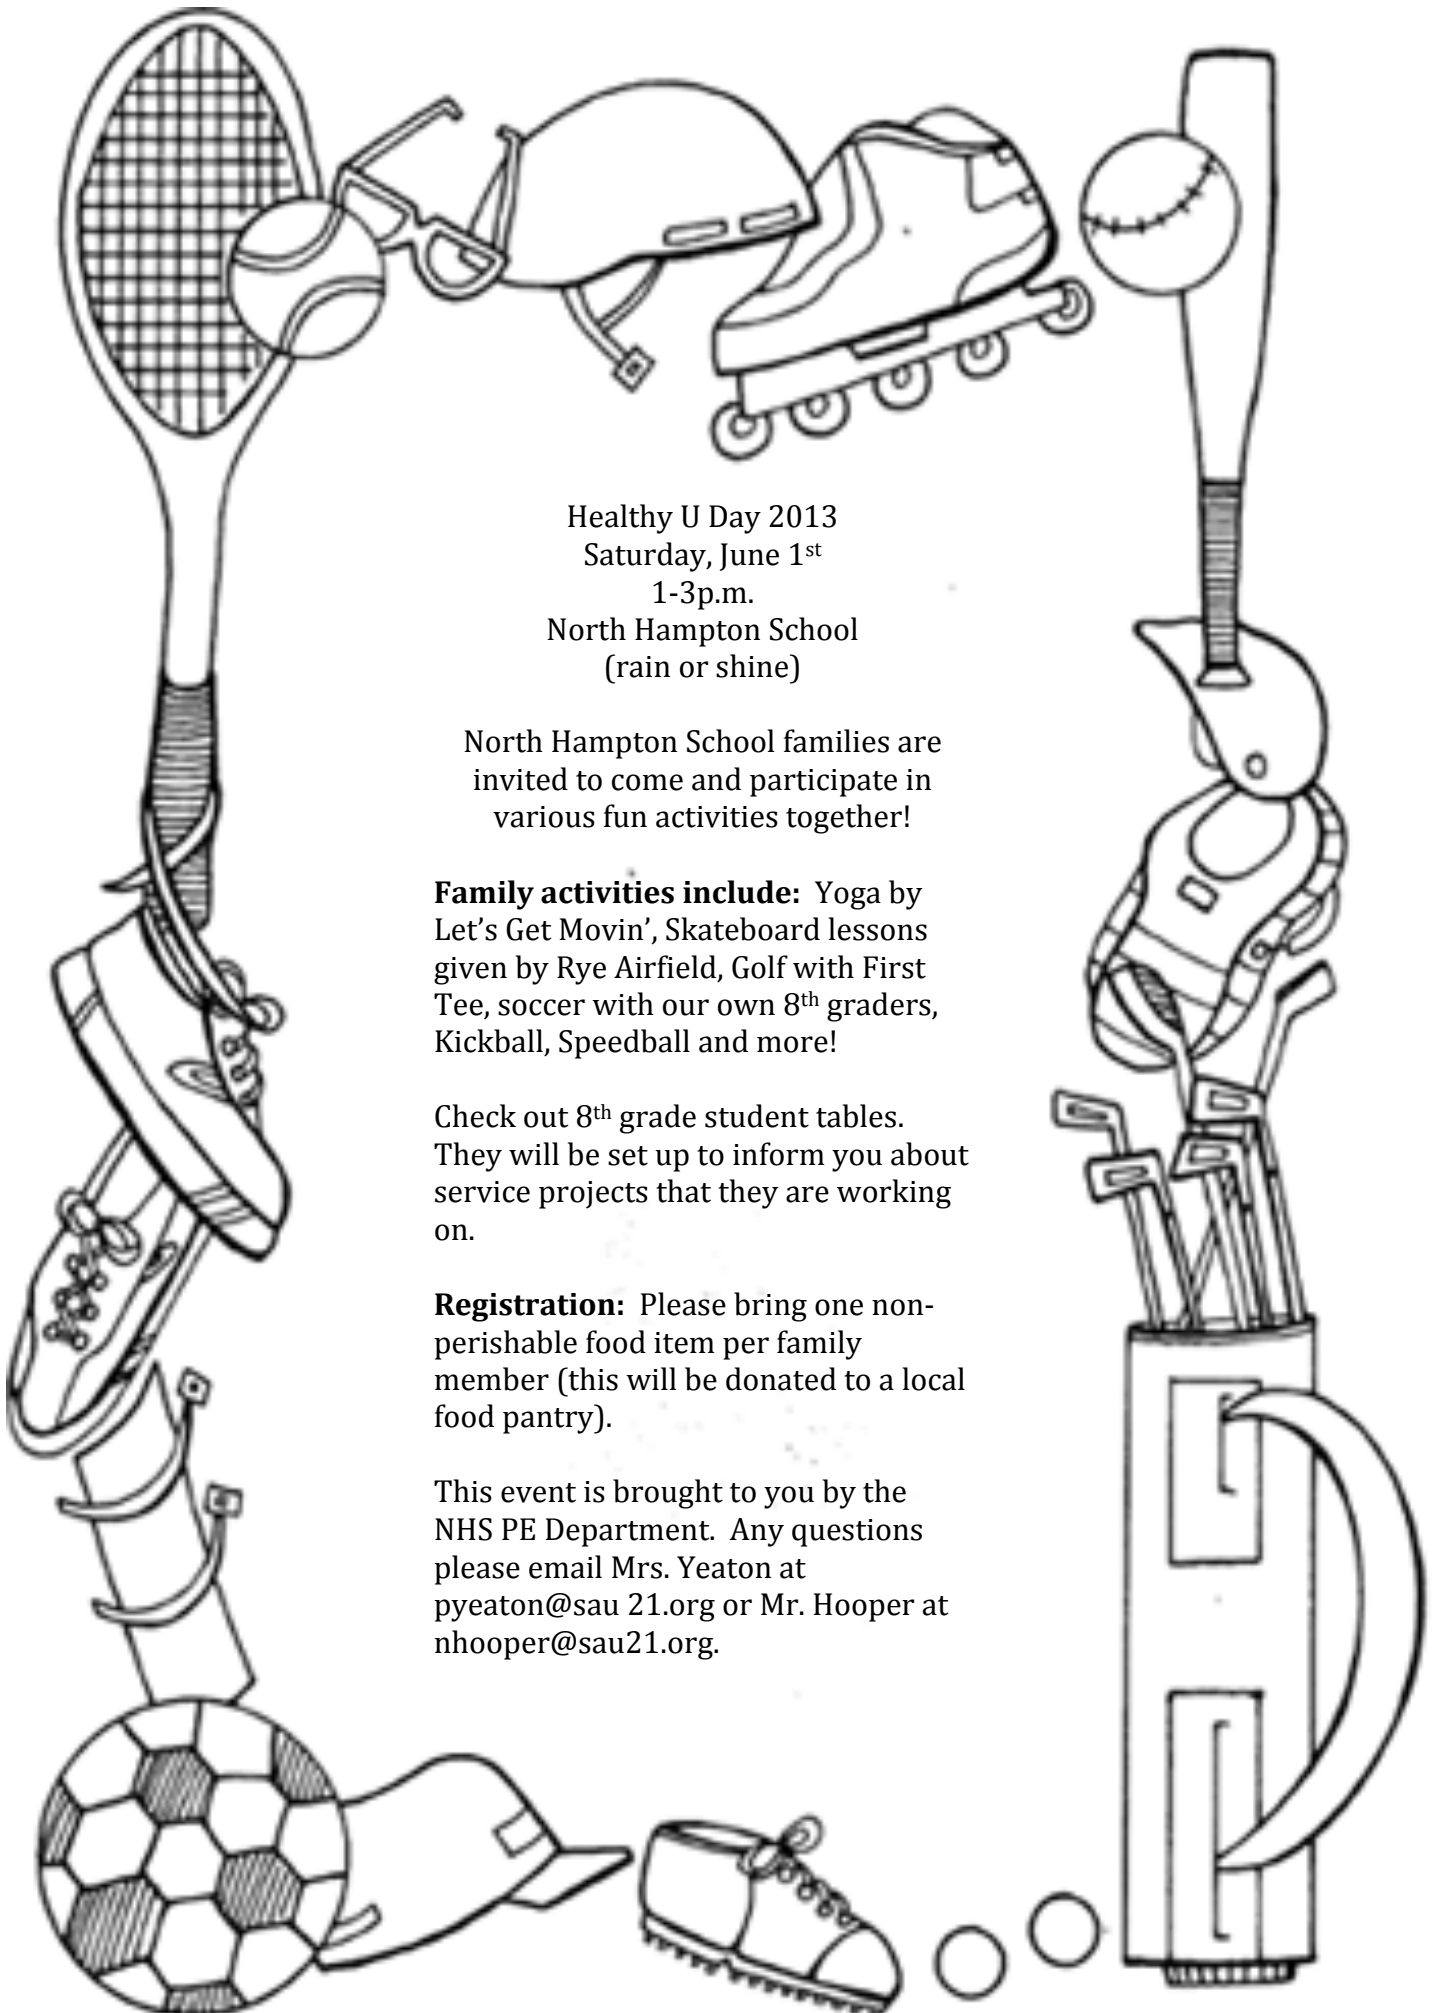 Healthy U Day 2013
Saturday, June 1st
1-3p.m.
North Hampton School
(rain or shine)
North Hampton School families are
invited to come and participate in
various fun activities together!
Family activities include:  Yoga by
Let’s Get Movin’, Skateboard lessons
given by Rye Airfield, Golf with First
Tee, soccer with our own 8th graders,
Kickball, Speedball and more!
Check out 8th grade student tables.
They will be set up to inform you about
service projects that they are working
on.
Registration:  Please bring one non-
perishable food item per family
member (this will be donated to a local
food pantry).
This event is brought to you by the
NHS PE Department.  Any questions
please email Mrs. Yeaton at
pyeaton@sau 21.org or Mr. Hooper at
nhooper@sau21.org.